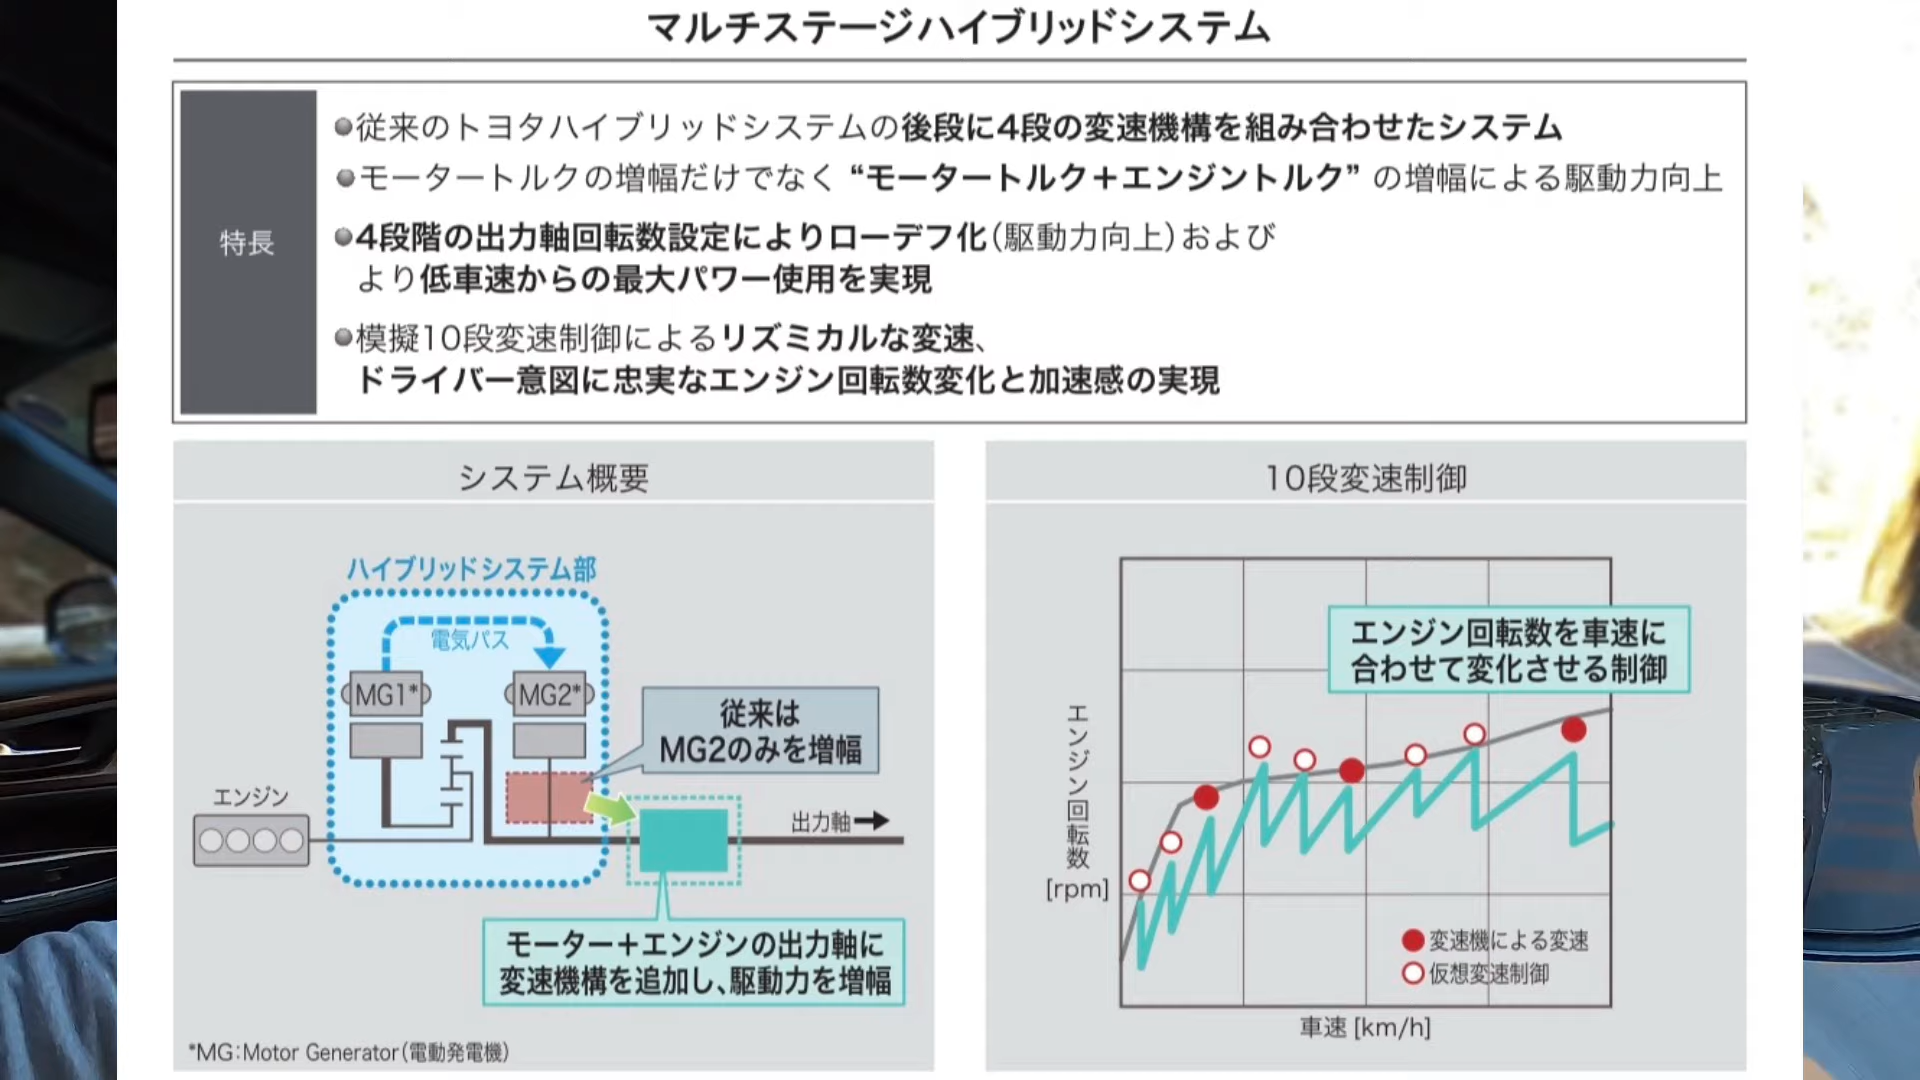 マルチステージハイブリッドシステム
特長
●従来のトヨタハイブリッドシステムの後段に4段の変速機構を組み合わせたシステム
●モータートルクの増幅だけでなく“モータートルク＋エンジントルク”の増幅による駆動力向上
●4段階の出力軸回転数設定によりローデフ化（駆動力向上）および
より低車速からの最大パワー使用を実現
●模擬10段変速制御によるリズミカルな変速、
ドライバー意図に忠実なエンジン回転数変化と加速感の実現
システム概要
ハイブリッドシステム部
電気パス
MG1*
MG2*
従来は
MG2のみを増幅
エンジン
出力軸
モーター＋エンジンの出力軸に
変速機構を追加し、駆動力を増幅
*MG：Motor Generator（電動発電機）
10段変速制御
エンジン回転数を車速に
合わせて変化させる制御
エンジン回転数
[rpm]
変速機による変速
仮想変速制御
車速 [km/h]